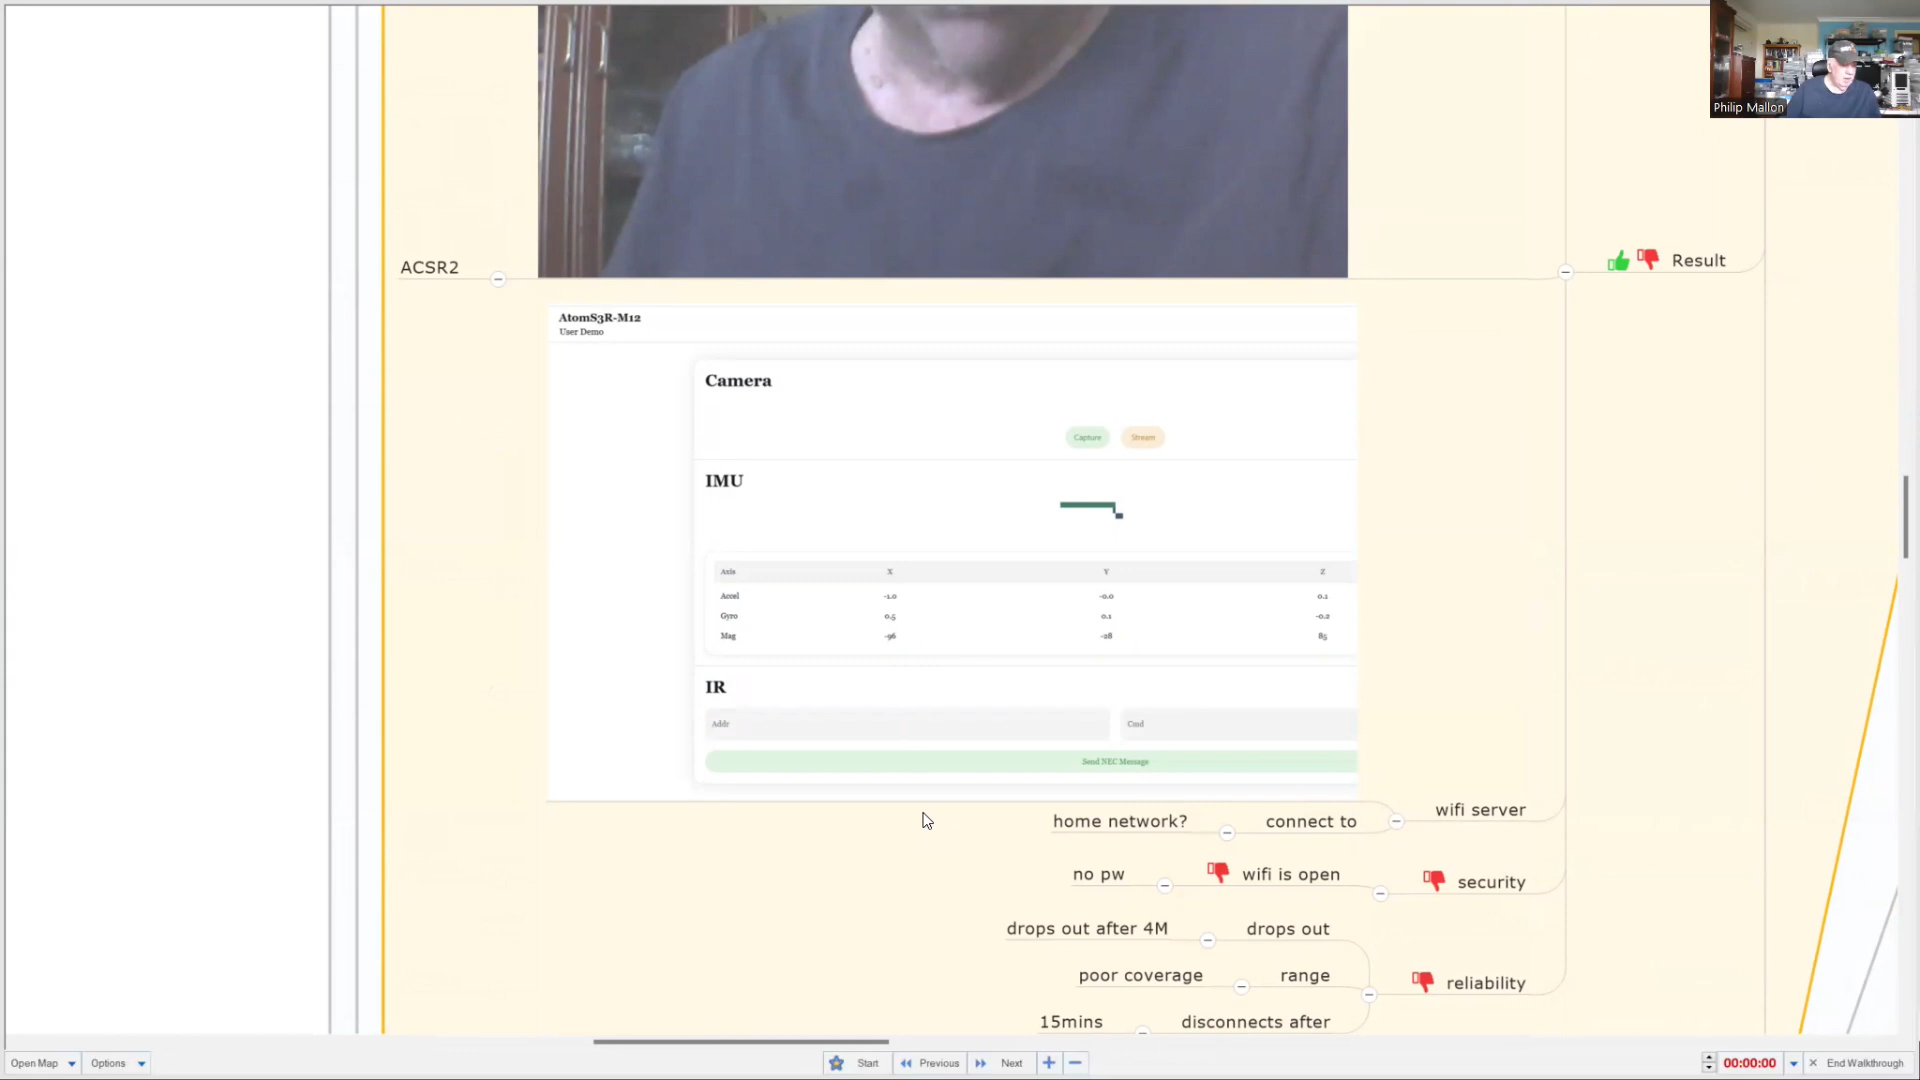 Philip Mallon
ACSR2
Result
AtomS3R-M12
User Demo
Camera
Capture Stream
IMU
Axis X Y Z
Accel -1.0 -0.0 0.1
Gyro 0.5 0.1 -0.2
Mag -96 -28 85
IR
Addr Cmd
Send NEC Message
home network? connect to wifi server
no pw wifi is open security
drops out after 4M drops out
poor coverage range reliability
15mins disconnects after
Open Map Options Start Previous Next 00:00:00 End Walkthrough